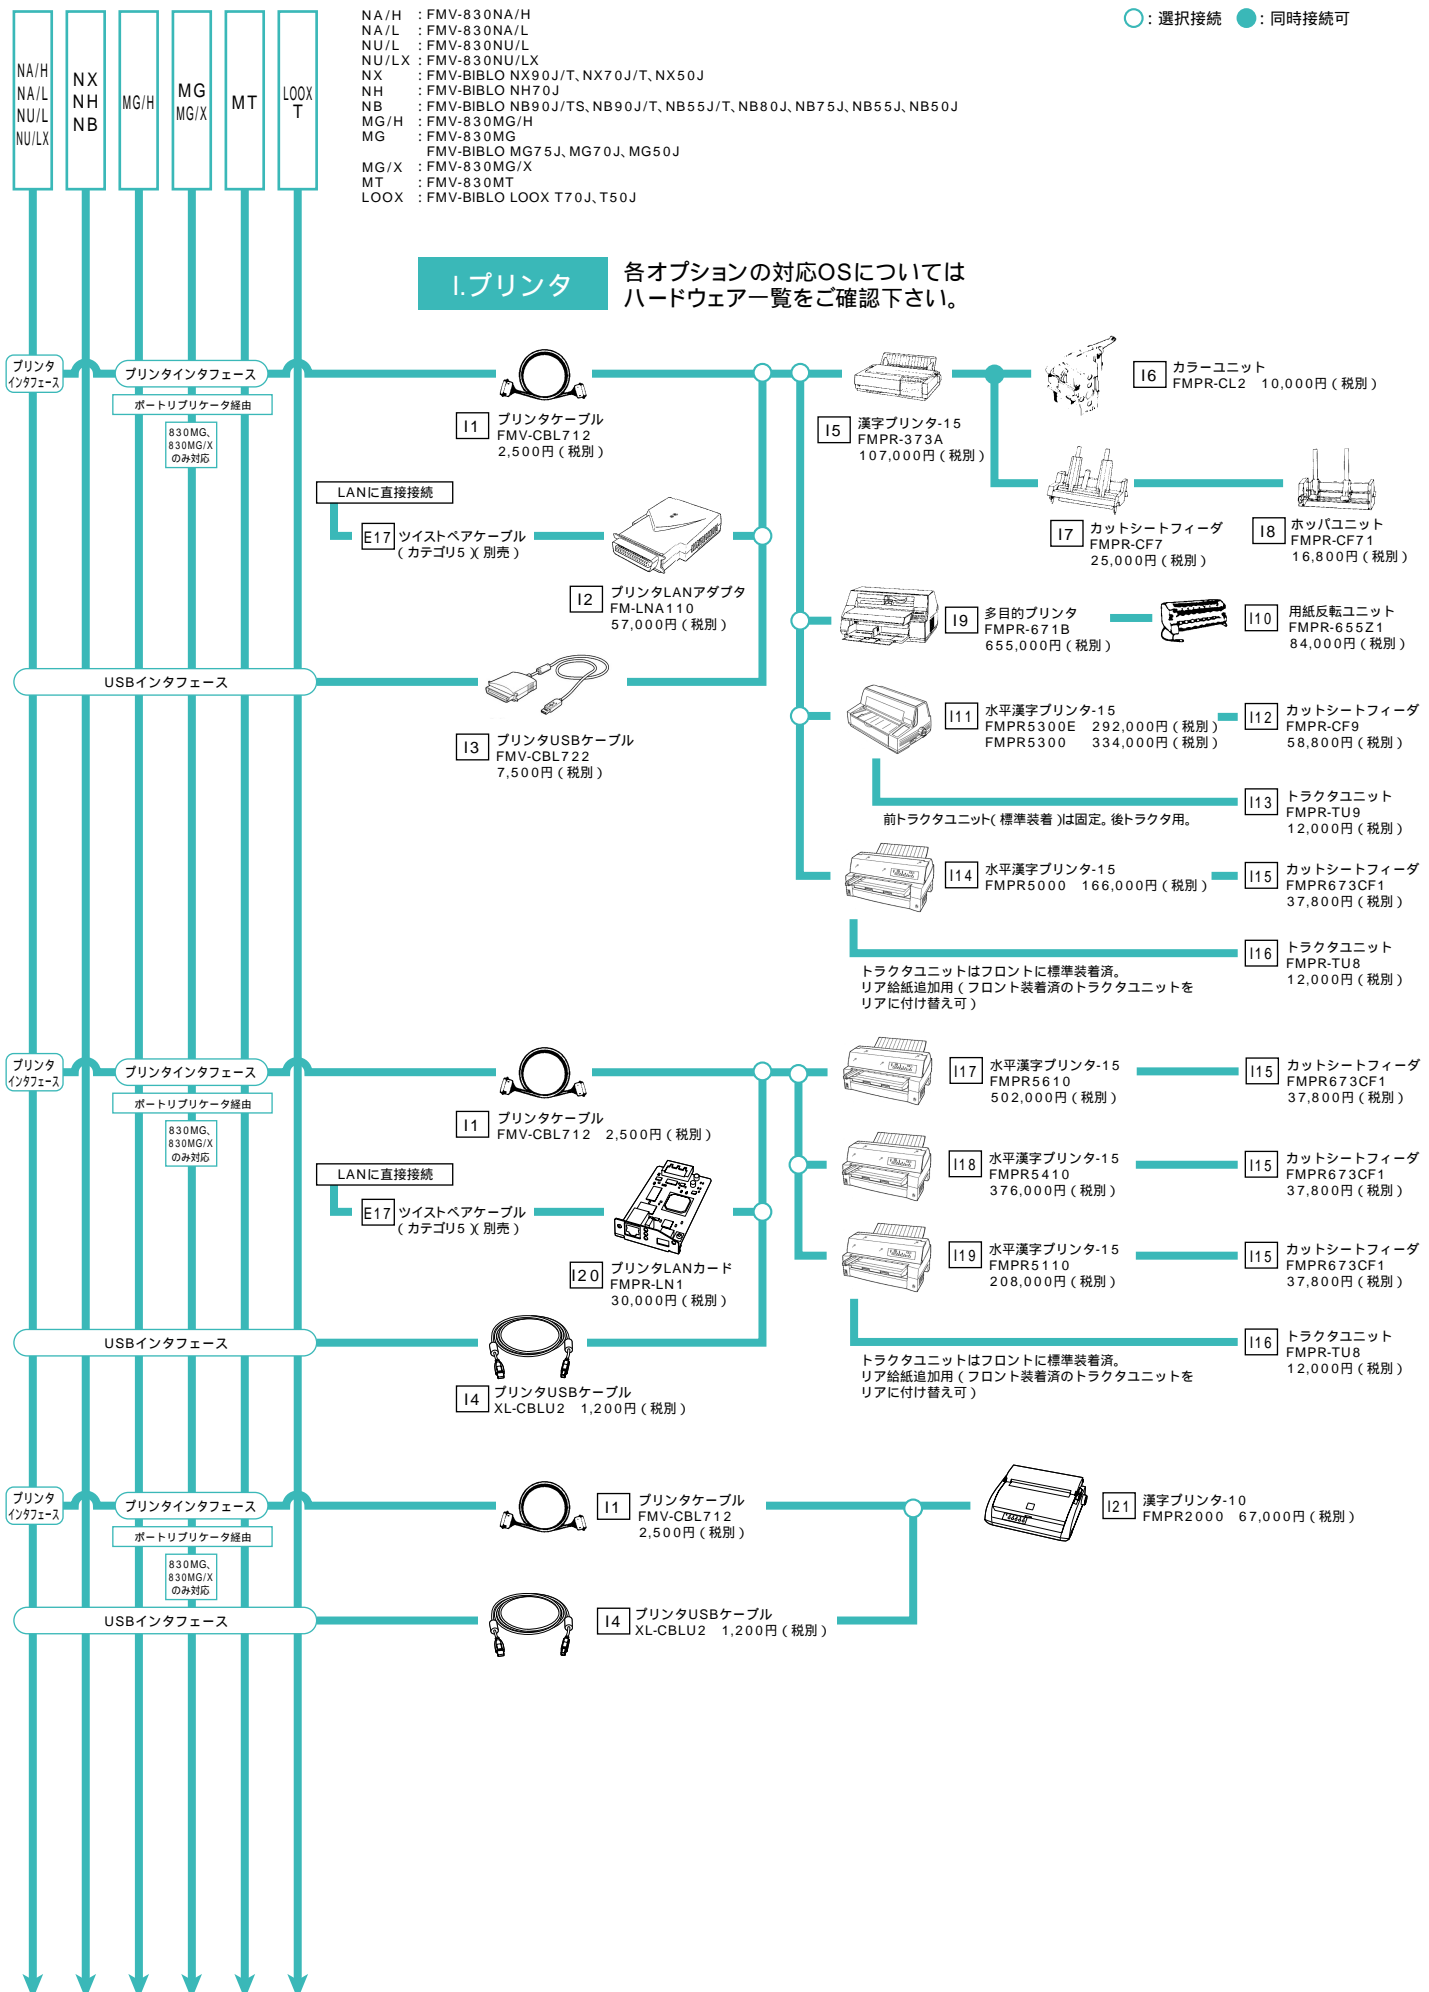 NA/H
NA/L
NU/L
NU/LX
NX
NH
NB
MG/H
MG
MG/X
MT
LOOX
T
NA/H : FMV-830NA/H
NA/L : FMV-830NA/L
NU/L : FMV-830NU/L
NU/LX : FMV-830NU/LX
NX : FMV-BIBLO NX90J/T、NX70J/T、NX50J
NH : FMV-BIBLO NH70J
NB : FMV-BIBLO NB90J/TS、NB90J/T、NB55J/T、NB80J、NB75J、NB55J、NB50J
MG/H : FMV-830MG/H
MG : FMV-830MG
FMV-BIBLO MG75J、MG70J、MG50J
MG/X : FMV-830MG/X
MT : FMV-830MT
LOOX : FMV-BIBLO LOOX T70J、T50J
○ : 選択接続 ● : 同時接続可
I.プリンタ
各オプションの対応OSについては
ハードウェア一覧をご確認下さい。
プリンタ
インタフェース
プリンタインタフェース
ポートリプリケータ経由
830MG、
830MG/X
のみ対応
I1 プリンタケーブル
FMV-CBL712
2,500円(税別)
LANに直接接続
E17 ツイストペアケーブル
(カテゴリ5)(別売)
I2 プリンタLANアダプタ
FM-LNA110
57,000円(税別)
USBインタフェース
I3 プリンタUSBケーブル
FMV-CBL722
7,500円(税別)
I5 漢字プリンタ-15
FMPR-373A
107,000円(税別)
I6 カラーユニット
FMPR-CL2 10,000円(税別)
I7 カットシートフィーダ
FMPR-CF7
25,000円(税別)
I8 ホッパユニット
FMPR-CF71
16,800円(税別)
I9 多目的プリンタ
FMPR-671B
655,000円(税別)
I10 用紙反転ユニット
FMPR-655Z1
84,000円(税別)
I11 水平漢字プリンタ-15
FMPR5300E 292,000円(税別)
FMPR5300 334,000円(税別)
I12 カットシートフィーダ
FMPR-CF9
58,800円(税別)
前トラクタユニット(標準装着)は固定。後トラクタ用。
I13 トラクタユニット
FMPR-TU9
12,000円(税別)
I14 水平漢字プリンタ-15
FMPR5000 166,000円(税別)
I15 カットシートフィーダ
FMPR673CF1
37,800円(税別)
トラクタユニットはフロントに標準装着済。
リア給紙追加用(フロント装着済のトラクタユニットを
リアに付け替え可)
I16 トラクタユニット
FMPR-TU8
12,000円(税別)
プリンタ
インタフェース
プリンタインタフェース
ポートリプリケータ経由
830MG、
830MG/X
のみ対応
I1 プリンタケーブル
FMV-CBL712 2,500円(税別)
LANに直接接続
E17 ツイストペアケーブル
(カテゴリ5)(別売)
I20 プリンタLANカード
FMPR-LN1
30,000円(税別)
USBインタフェース
I4 プリンタUSBケーブル
XL-CBLU2 1,200円(税別)
I17 水平漢字プリンタ-15
FMPR5610
502,000円(税別)
I15 カットシートフィーダ
FMPR673CF1
37,800円(税別)
I18 水平漢字プリンタ-15
FMPR5410
376,000円(税別)
I15 カットシートフィーダ
FMPR673CF1
37,800円(税別)
I19 水平漢字プリンタ-15
FMPR5110
208,000円(税別)
I15 カットシートフィーダ
FMPR673CF1
37,800円(税別)
トラクタユニットはフロントに標準装着済。
リア給紙追加用(フロント装着済のトラクタユニットを
リアに付け替え可)
I16 トラクタユニット
FMPR-TU8
12,000円(税別)
プリンタ
インタフェース
プリンタインタフェース
ポートリプリケータ経由
830MG、
830MG/X
のみ対応
I1 プリンタケーブル
FMV-CBL712
2,500円(税別)
USBインタフェース
I4 プリンタUSBケーブル
XL-CBLU2 1,200円(税別)
I21 漢字プリンタ-10
FMPR2000 67,000円(税別)